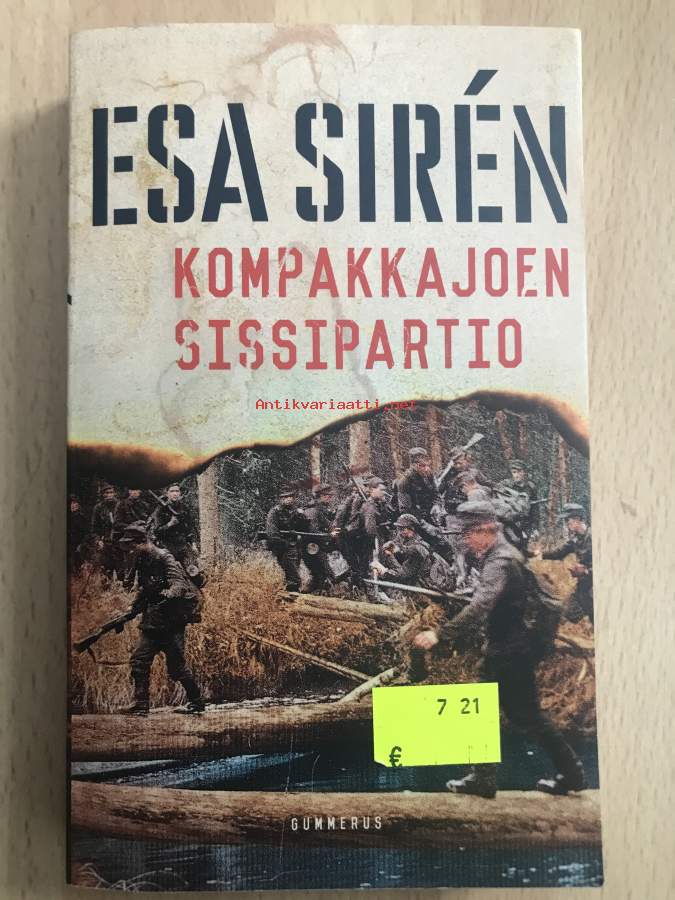 ESA SIRÉN
KOMPAKKAJOEN
SISSIPARTIO
Antikvariaatti.net
7 21
€
GUMMERUS